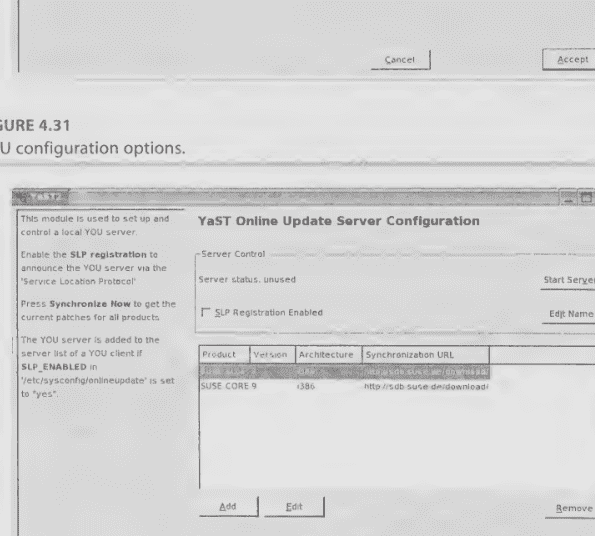 Cancel Accept
GURE 4.31
U configuration options.
YaST2
This module is used to set up and
control a local YOU server.
Enable the SLP registration to
announce the YOU server via the
'Service Location Protocol'
Press Synchronize Now to get the
current patches for all products
The YOU server is added to the
server list of a YOU client if
SLP_ENABLED in
'/etc/sysconfig/onlineupdate' is set
to "yes".
YaST Online Update Server Configuration
Server Control
Server status. unused
Start Server
SLP Registration Enabled
Edit Name
Product Version Architecture Synchronization URL
SUSE CORE 9 i386 http://sdb.suse.de/download/
Add Edit
Remove